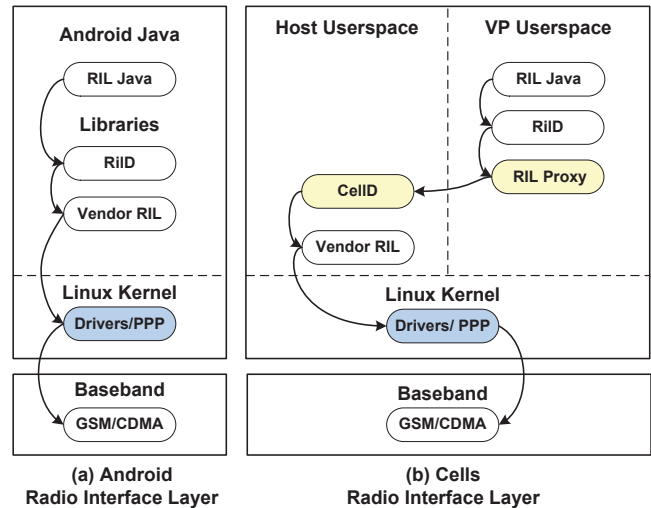 Android Java
RIL Java
Libraries
RilD
Vendor RIL
Linux Kernel
Drivers/PPP
Baseband
GSM/CDMA
(a) Android
Radio Interface Layer
Host Userspace
VP Userspace
RIL Java
RilD
RIL Proxy
CellD
Vendor RIL
Linux Kernel
Drivers/ PPP
Baseband
GSM/CDMA
(b) Cells
Radio Interface Layer